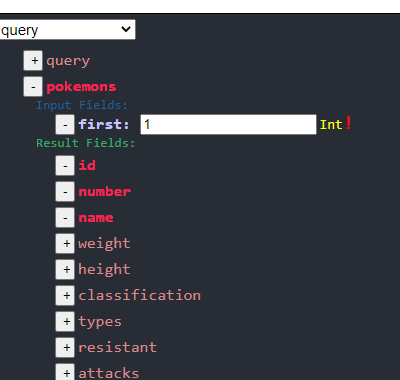 query
+ query
- pokemons
Input Fields:
- first: 1 Int!
Result Fields:
- id
- number
- name
+ weight
+ height
+ classification
+ types
+ resistant
+ attacks